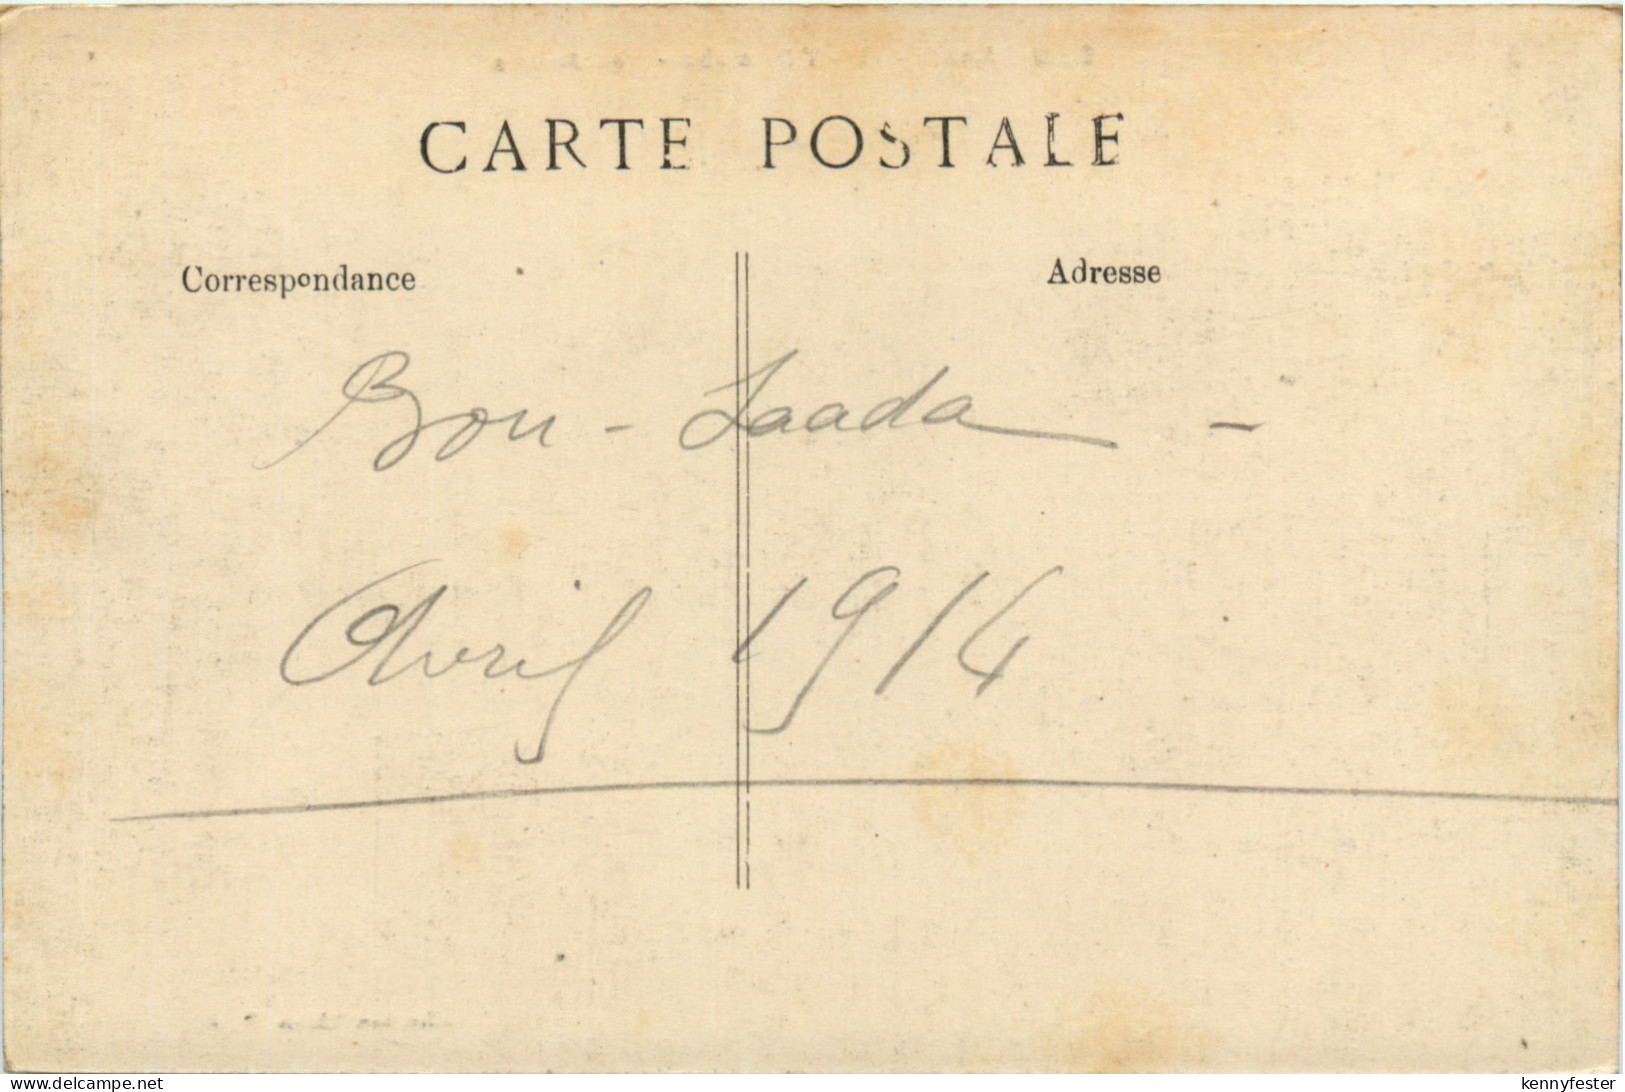 CARTE POSTALE
Correspondance
Adresse
Bou-Saada -
Avril 1914
www.delcampe.net
kennyfester